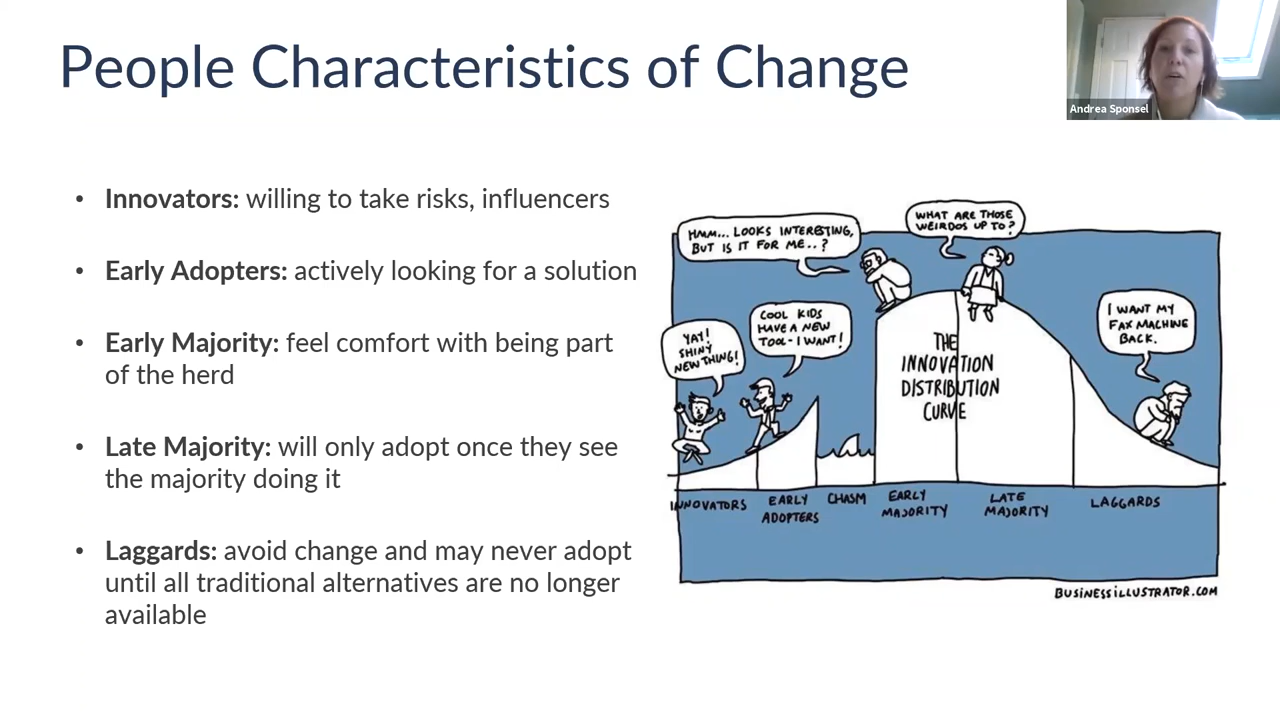 People Characteristics of Change
Andrea Sponsel
• Innovators: willing to take risks, influencers
• Early Adopters: actively looking for a solution
• Early Majority: feel comfort with being part
of the herd
• Late Majority: will only adopt once they see
the majority doing it
• Laggards: avoid change and may never adopt
until all traditional alternatives are no longer
available
HMM... LOOKS INTERESTING,
BUT IS IT FOR ME..?
WHAT ARE THOSE
WEIRDOS UP TO?
YAY!
SHINY
NEW THING!
COOL KIDS
HAVE A NEW
TOOL - I WANT!
I WANT MY
FAX MACHINE
BACK.
THE
INNOVATION
DISTRIBUTION
CURVE
INNOVATORS
EARLY
ADOPTERS
CHASM
EARLY
MAJORITY
LATE
MAJORITY
LAGGARDS
BUSINESSILLUSTRATOR.COM